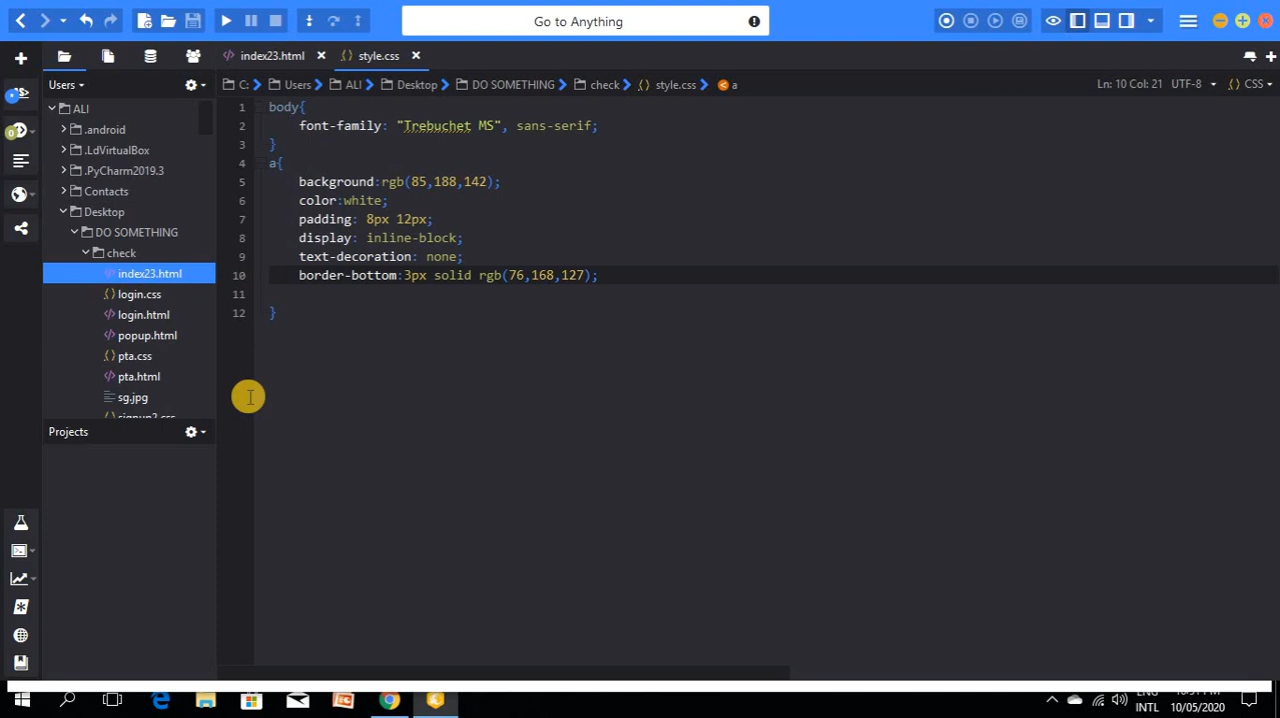 Go to Anything
index23.html
style.css
Users
C:
Users
ALI
Desktop
DO SOMETHING
check
style.css
a
Ln: 10 Col: 21
UTF-8
CSS
ALI
.android
.LdVirtualBox
.PyCharm2019.3
Contacts
Desktop
DO SOMETHING
check
index23.html
login.css
login.html
popup.html
pta.css
pta.html
sg.jpg
signup2.css
Projects
1 body{
2 font-family: "Trebuchet MS", sans-serif;
3 }
4 a{
5 background:rgb(85,188,142);
6 color:white;
7 padding: 8px 12px;
8 display: inline-block;
9 text-decoration: none;
10 border-bottom:3px solid rgb(76,168,127);
11
12 }
0
ENG
INTL
10/05/2020